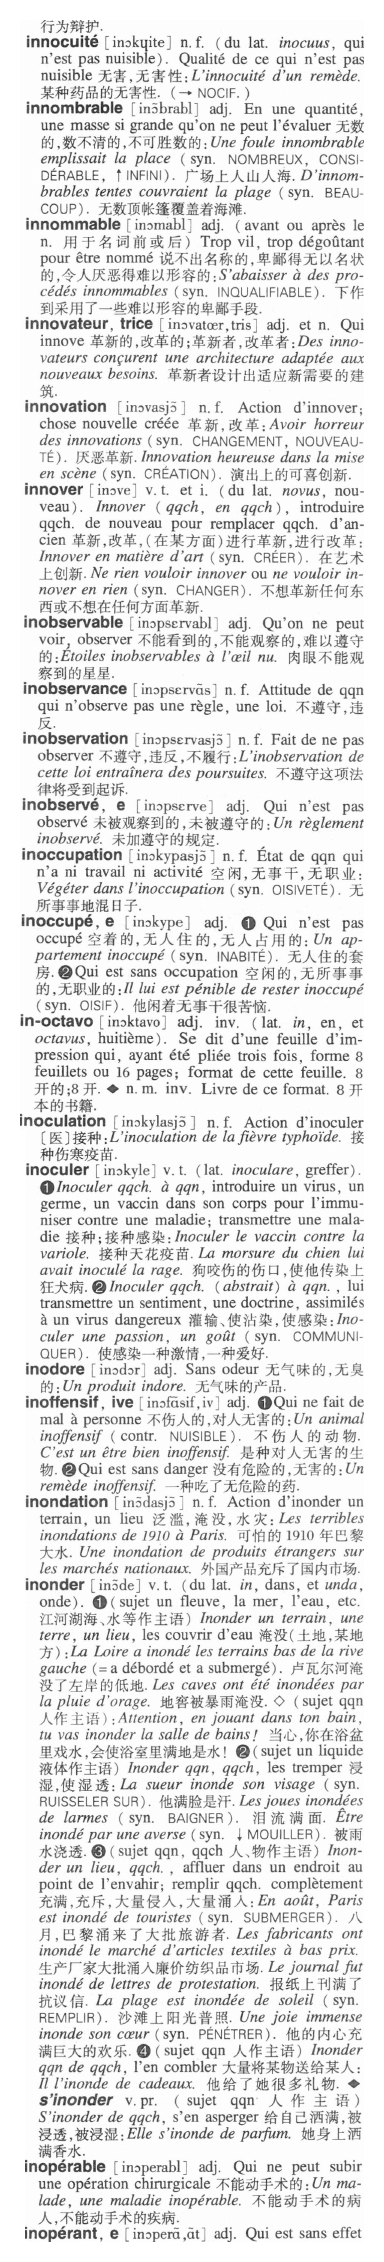 行为辩护.
innocuité [inɔkɥite] n. f. (du lat. inocuus, qui
n'est pas nuisible). Qualité de ce qui n'est pas
nuisible 无害,无害性:L'innocuité d'un remède.
某种药品的无害性. (→ NOCIF. )
innombrable [inɔ̃brabl] adj. En une quantité,
une masse si grande qu'on ne peut l'évaluer 无数
的,数不清的,不可胜数的:Une foule innombrable
emplissait la place (syn. NOMBREUX, CONSI-
DÉRABLE, ↑INFINI). 广场上人山人海. D'innom-
brables tentes couvraient la plage (syn. BEAU-
COUP). 无数顶帐篷覆盖着海滩.
innommable [inɔmabl] adj. (avant ou après le
n. 用于名词前或后) Trop vil, trop dégoûtant
pour être nommé 说不出名称的,卑鄙得无以名状
的,令人厌恶得难以形容的:S'abaisser à des pro-
cédés innommables (syn. INQUALIFIABLE). 下作
到采用了一些难以形容的卑鄙手段.
innovateur, trice [inɔvatœr,tris] adj. et n. Qui
innove 革新的,改革的;革新者,改革者:Des inno-
vateurs conçurent une architecture adaptée aux
nouveaux besoins. 革新者设计出适应新需要的建
筑.
innovation [inɔvasjɔ̃] n. f. Action d'innover;
chose nouvelle créée 革新,改革:Avoir horreur
des innovations (syn. CHANGEMENT, NOUVEAU-
TÉ). 厌恶革新. Innovation heureuse dans la mise
en scène (syn. CRÉATION). 演出上的可喜创新.
innover [inɔve] v. t. et i. (du lat. novus, nou-
veau). Innover (qqch, en qqch), introduire
qqch. de nouveau pour remplacer qqch. d'an-
cien 革新,改革,(在某方面)进行革新,进行改革:
Innover en matière d'art (syn. CRÉER). 在艺术
上创新. Ne rien vouloir innover ou ne vouloir in-
nover en rien (syn. CHANGER). 不想革新任何东
西或不想在任何方面革新.
inobservable [inɔpsɛrvabl] adj. Qu'on ne peut
voir, observer 不能看到的,不能观察的,难以遵守
的:Étoiles inobservables à l'œil nu. 肉眼不能观
察到的星星.
inobservance [inɔpsɛrvɑ̃s] n. f. Attitude de qqn
qui n'observe pas une règle, une loi. 不遵守,违
反.
inobservation [inɔpsɛrvasjɔ̃] n. f. Fait de ne pas
observer 不遵守,违反,不履行:L'inobservation de
cette loi entraînera des poursuites. 不遵守这项法
律将受到起诉.
inobservé, e [inɔpsɛrve] adj. Qui n'est pas
observé 未被观察到的,未被遵守的:Un règlement
inobservé. 未加遵守的规定.
inoccupation [inɔkypasjɔ̃] n. f. État de qqn qui
n'a ni travail ni activité 空闲,无事干,无职业:
Végéter dans l'inoccupation (syn. OISIVETÉ). 无
所事事地混日子.
inoccupé, e [inɔkype] adj. ❶ Qui n'est pas
occupé 空着的,无人住的,无人占用的: Un ap-
partement inoccupé (syn. INABITÉ). 无人住的套
房. ❷Qui est sans occupation 空闲的,无所事事
的,无职业的:Il lui est pénible de rester inoccupé
(syn. OISIF). 他闲着无事干很苦恼.
in-octavo [inɔktavo] adj. inv. (lat. in, en, et
octavus, huitième). Se dit d'une feuille d'im-
pression qui, ayant été pliée trois fois, forme 8
feuillets ou 16 pages; format de cette feuille. 8
开的;8开. ◆ n. m. inv. Livre de ce format. 8开
本的书籍.
inoculation [inɔkylasjɔ̃] n. f. Action d'inoculer
〔医〕接种:L'inoculation de la fièvre typhoïde. 接
种伤寒疫苗.
inoculer [inɔkyle] v. t. (lat. inoculare, greffer).
❶Inoculer qqch. à qqn, introduire un virus, un
germe, un vaccin dans son corps pour l'immu-
niser contre une maladie; transmettre une mala-
die 接种;接种感染:Inoculer le vaccin contre la
variole. 接种天花疫苗. La morsure du chien lui
avait inoculé la rage. 狗咬伤的伤口,使他传染上
狂犬病. ❷Inoculer qqch. (abstrait) à qqn. , lui
transmettre un sentiment, une doctrine, assimilés
à un virus dangereux 灌输、使沾染,使感染:Ino-
culer une passion, un goût (syn. COMMUNI-
QUER). 使感染一种激情,一种爱好.
inodore [inɔdɔr] adj. Sans odeur 无气味的,无臭
的:Un produit indore. 无气味的产品.
inoffensif, ive [inɔfɑ̃sif,iv] adj. ❶Qui ne fait de
mal à personne 不伤人的,对人无害的:Un animal
inoffensif (contr. NUISIBLE). 不伤人的动物.
C'est un être bien inoffensif. 是种对人无害的生
物. ❷Qui est sans danger 没有危险的,无害的:Un
remède inoffensif. 一种吃了无危险的药.
inondation [inɔ̃dasjɔ̃] n. f. Action d'inonder un
terrain, un lieu 泛滥,淹没,水灾:Les terribles
inondations de 1910 à Paris. 可怕的1910年巴黎
大水. Une inondation de produits étrangers sur
les marchés nationaux. 外国产品充斥了国内市场.
inonder [inɔ̃de] v. t. (du lat. in, dans, et unda,
onde). ❶(sujet un fleuve, la mer, l'eau, etc.
江河湖海、水等作主语) Inonder un terrain, une
terre, un lieu, les couvrir d'eau 淹没(土地,某地
方):La Loire a inondé les terrains bas de la rive
gauche (=a débordé et a submergé). 卢瓦尔河淹
没了左岸的低地. Les caves ont été inondées par
la pluie d'orage. 地窖被暴雨淹没. ◇ (sujet qqn
人作主语):Attention, en jouant dans ton bain,
tu vas inonder la salle de bains! 当心,你在浴盆
里戏水,会使浴室里满地是水! ❷(sujet un liquide
液体作主语) Inonder qqn, qqch, les tremper 浸
湿,使湿透:La sueur inonde son visage (syn.
RUISSELER SUR). 他满脸是汗. Les joues inondées
de larmes (syn. BAIGNER). 泪流满面. Être
inondé par une averse (syn. ↓MOUILLER). 被雨
水浇透. ❸(sujet qqn, qqch 人、物作主语) Inon-
der un lieu, qqch. , affluer dans un endroit au
point de l'envahir; remplir qqch. complètement
充满,充斥,大量侵入,大量涌入:En août, Paris
est inondé de touristes (syn. SUBMERGER). 八
月,巴黎涌来了大批旅游者. Les fabricants ont
inondé le marché d'articles textiles à bas prix.
生产厂家大批涌入廉价纺织品市场. Le journal fut
inondé de lettres de protestation. 报纸上刊满了
抗议信. La plage est inondée de soleil (syn.
REMPLIR). 沙滩上阳光普照. Une joie immense
inonde son cœur (syn. PÉNÉTRER). 他的内心充
满巨大的欢乐. ❹(sujet qqn 人作主语) Inonder
qqn de qqch, l'en combler 大量将某物送给某人:
Il l'inonde de cadeaux. 他给了她很多礼物. ◆
s'inonder v. pr. (sujet qqn 人作主语)
S'inonder de qqch, s'en asperger 给自己洒满,被
浸透,被浸湿:Elle s'inonde de parfum. 她身上洒
满香水.
inopérable [inɔperabl] adj. Qui ne peut subir
une opération chirurgicale 不能动手术的:Un ma-
lade, une maladie inopérable. 不能动手术的病
人,不能动手术的疾病.
inopérant, e [inɔperɑ̃,ɑ̃t] adj. Qui est sans effet